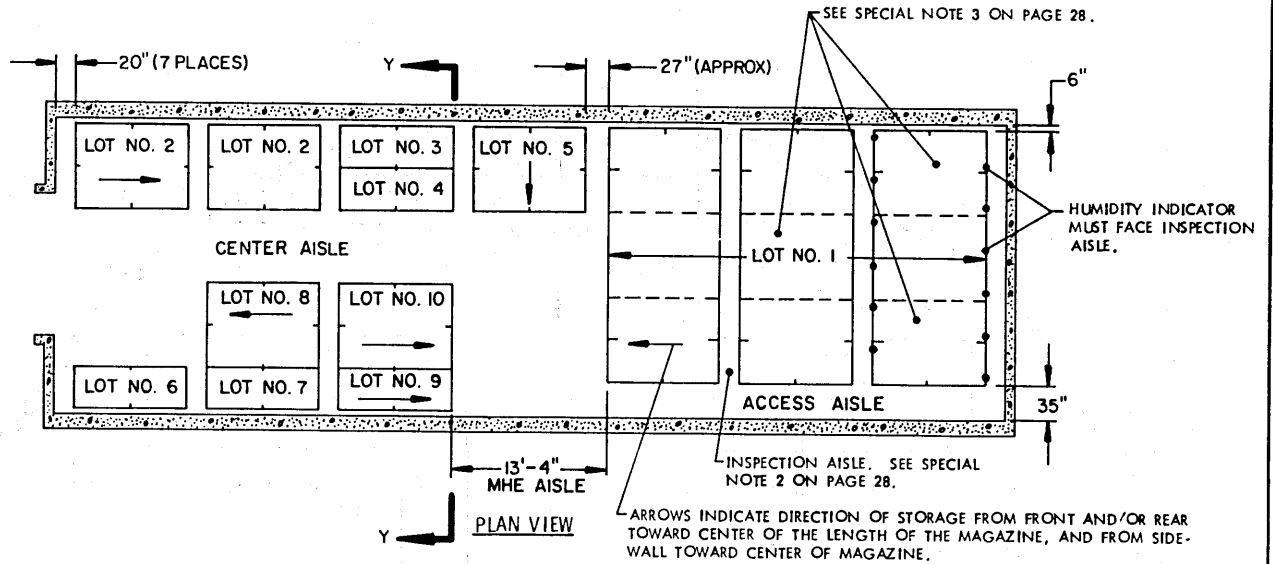 SEE SPECIAL NOTE 3 ON PAGE 28.
20" (7 PLACES)
Y
27" (APPROX)
6"
LOT NO. 2
LOT NO. 2
LOT NO. 3
LOT NO. 4
LOT NO. 5
HUMIDITY INDICATOR
MUST FACE INSPECTION
AISLE.
CENTER AISLE
LOT NO. 1
LOT NO. 8
LOT NO. 10
LOT NO. 6
LOT NO. 7
LOT NO. 9
ACCESS AISLE
35"
13'-4"
MHE AISLE
INSPECTION AISLE. SEE SPECIAL
NOTE 2 ON PAGE 28.
Y
PLAN VIEW
ARROWS INDICATE DIRECTION OF STORAGE FROM FRONT AND/OR REAR
TOWARD CENTER OF THE LENGTH OF THE MAGAZINE, AND FROM SIDE-
WALL TOWARD CENTER OF MAGAZINE.